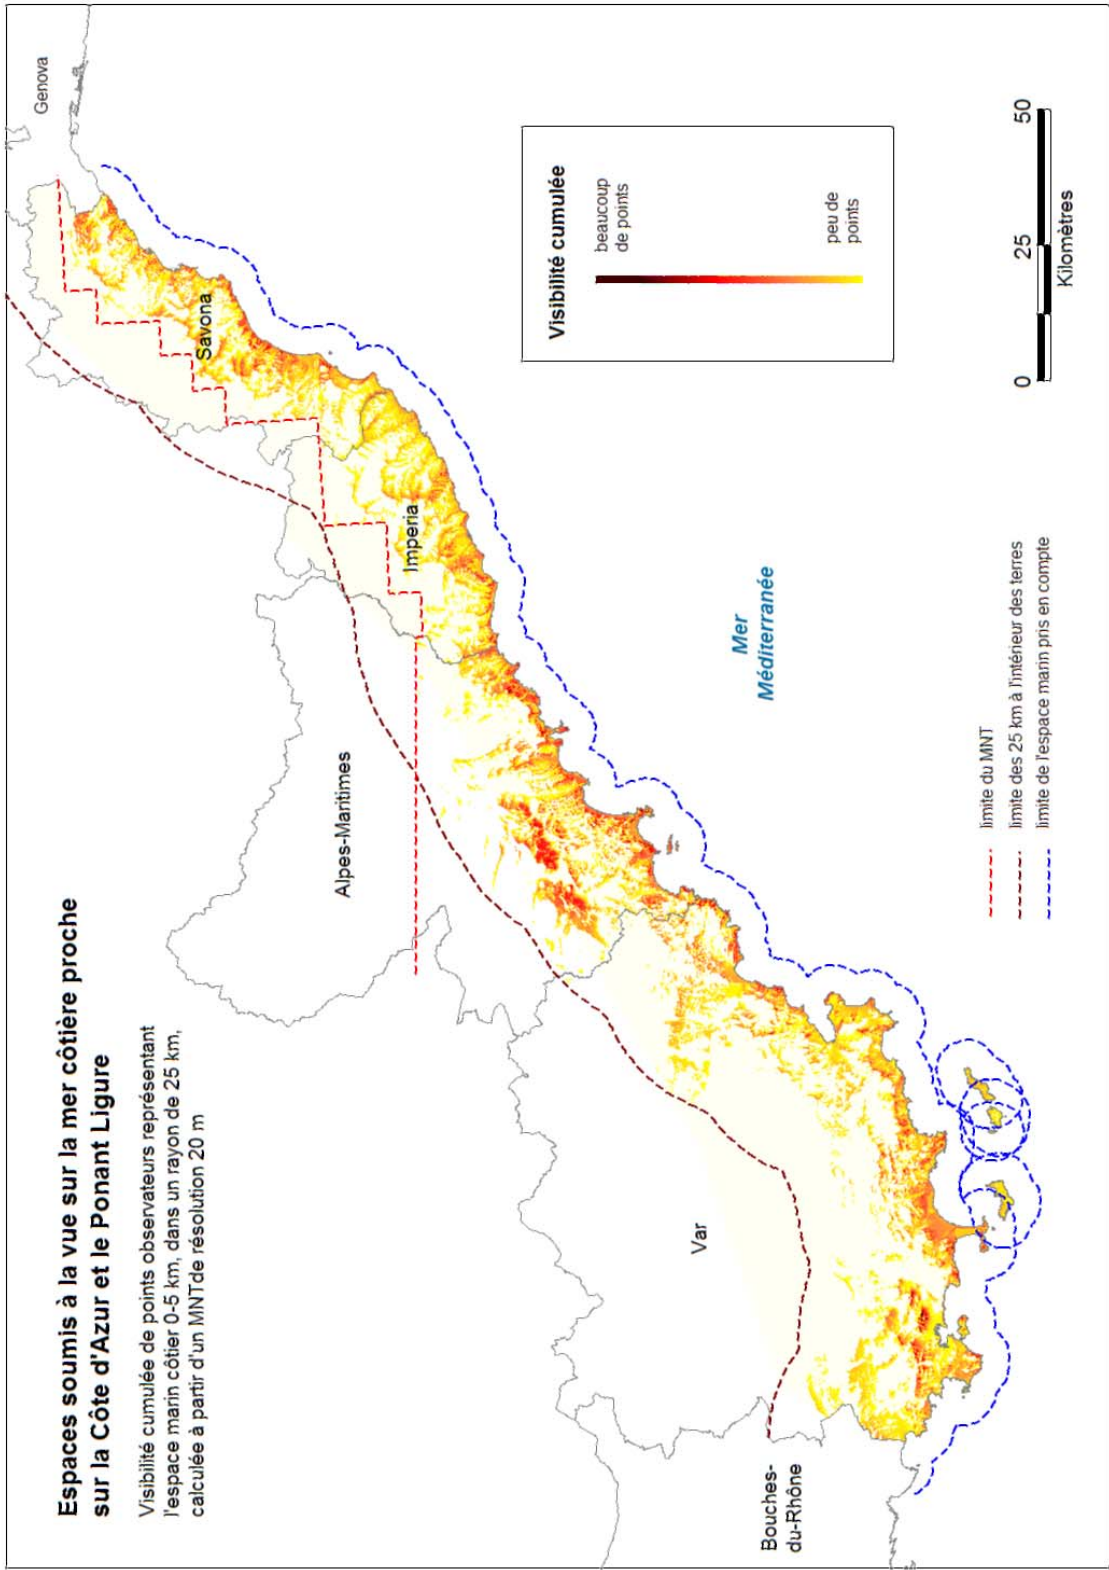 Espaces soumis à la vue sur la mer côtière proche
sur la Côte d'Azur et le Ponant Ligure
Visibilité cumulée de points observateurs représentant
l'espace marin côtier 0-5 km, dans un rayon de 25 km,
calculée à partir d'un MNTde résolution 20 m
Genova
Savona
Imperia
Alpes-Maritimes
Var
Bouches-
du-Rhône
Mer
Méditerranée
limite du MNT
limite des 25 km à l'intérieur des terres
limite de l'espace marin pris en compte
Visibilité cumulée
beaucoup
de points
peu de
points
0 25 50
Kilomètres